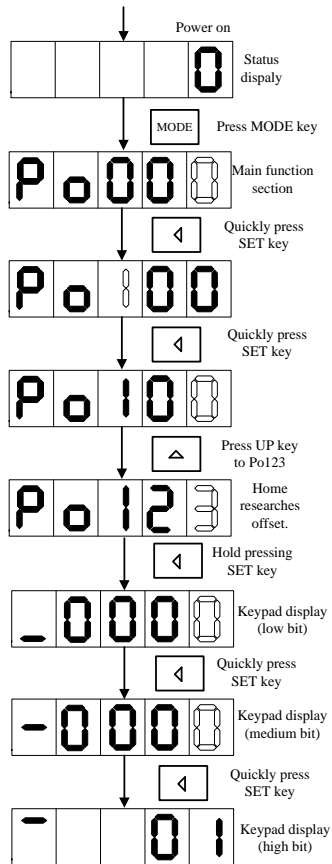 Power on
0
Status
dispaly
MODE
Press MODE key
Po000
Main function
section
Quickly press
SET key
Po100
Quickly press
SET key
Po100
Press UP key
to Po123
Po123
Home
researches
offset.
Hold pressing
SET key
_0000
Keypad display
(low bit)
Quickly press
SET key
-0000
Keypad display
(medium bit)
Quickly press
SET key
‾ 01
Keypad display
(high bit)